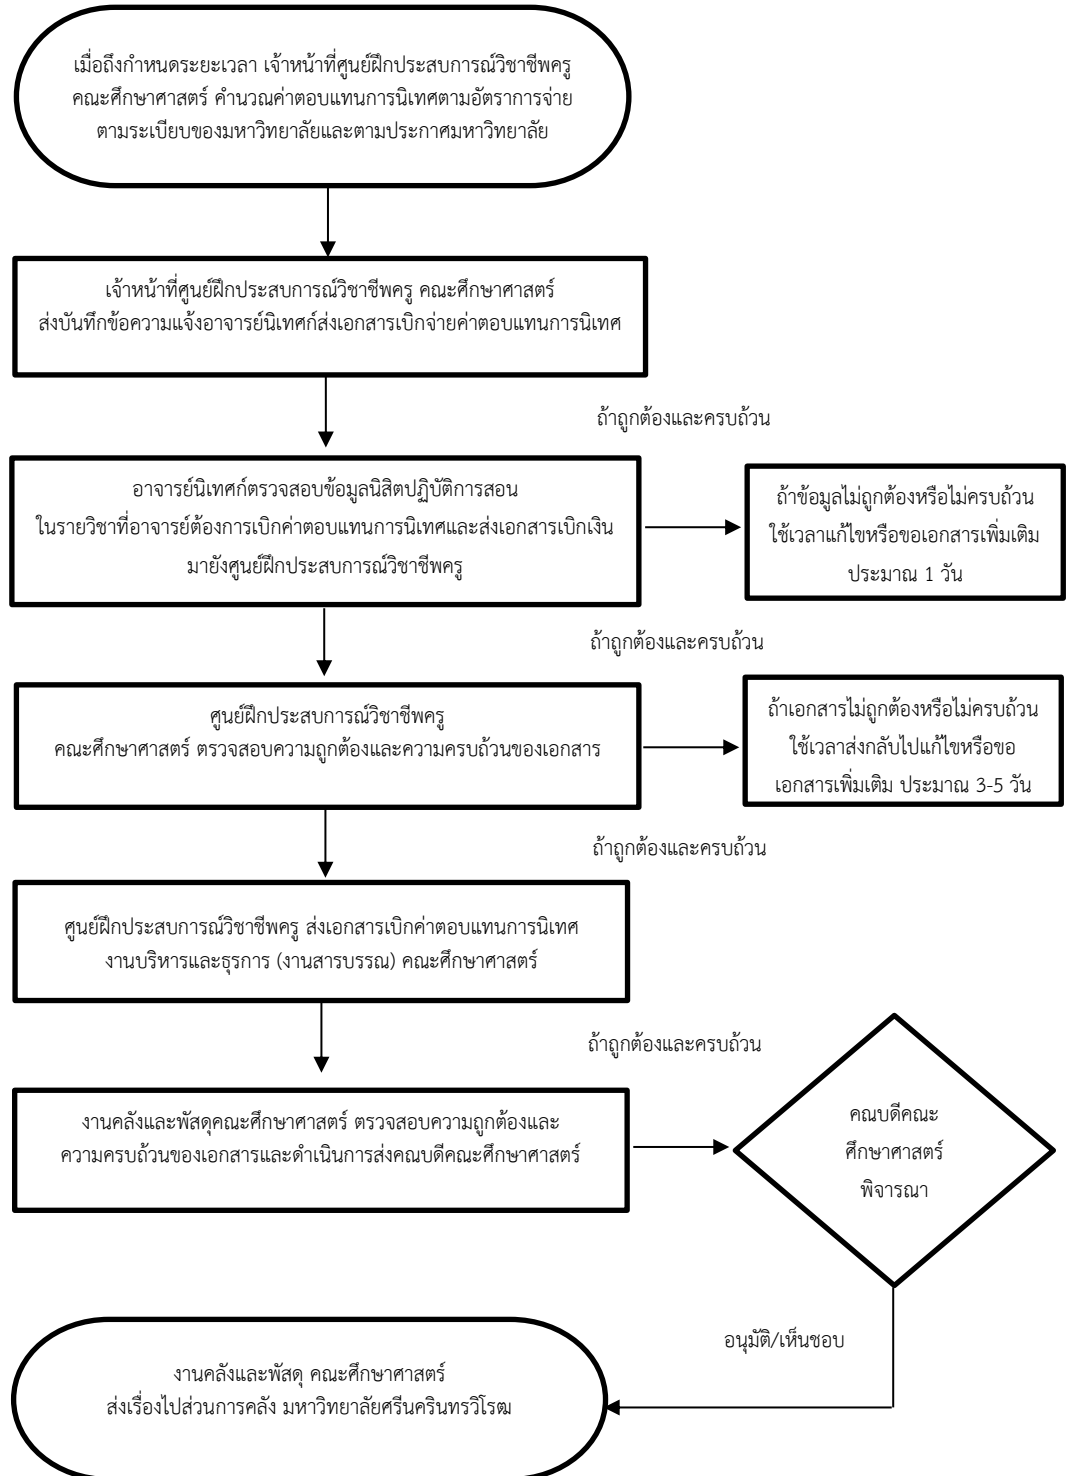 เมื่อถึงกำหนดระยะเวลา เจ้าหน้าที่ศูนย์ฝึกประสบการณ์วิชาชีพครู
คณะศึกษาศาสตร์ คำนวณค่าตอบแทนการนิเทศตามอัตราการจ่าย
ตามระเบียบของมหาวิทยาลัยและตามประกาศมหาวิทยาลัย
เจ้าหน้าที่ศูนย์ฝึกประสบการณ์วิชาชีพครู คณะศึกษาศาสตร์
ส่งบันทึกข้อความแจ้งอาจารย์นิเทศก์ส่งเอกสารเบิกจ่ายค่าตอบแทนการนิเทศ
ถ้าถูกต้องและครบถ้วน
อาจารย์นิเทศก์ตรวจสอบข้อมูลนิสิตปฏิบัติการสอน
ในรายวิชาที่อาจารย์ต้องการเบิกค่าตอบแทนการนิเทศและส่งเอกสารเบิกเงิน
มายังศูนย์ฝึกประสบการณ์วิชาชีพครู
ถ้าข้อมูลไม่ถูกต้องหรือไม่ครบถ้วน
ใช้เวลาแก้ไขหรือขอเอกสารเพิ่มเติม
ประมาณ 1 วัน
ถ้าถูกต้องและครบถ้วน
ศูนย์ฝึกประสบการณ์วิชาชีพครู
คณะศึกษาศาสตร์ ตรวจสอบความถูกต้องและความครบถ้วนของเอกสาร
ถ้าเอกสารไม่ถูกต้องหรือไม่ครบถ้วน
ใช้เวลาส่งกลับไปแก้ไขหรือขอ
เอกสารเพิ่มเติม ประมาณ 3-5 วัน
ถ้าถูกต้องและครบถ้วน
ศูนย์ฝึกประสบการณ์วิชาชีพครู ส่งเอกสารเบิกค่าตอบแทนการนิเทศ
งานบริหารและธุรการ (งานสารบรรณ) คณะศึกษาศาสตร์
ถ้าถูกต้องและครบถ้วน
งานคลังและพัสดุคณะศึกษาศาสตร์ ตรวจสอบความถูกต้องและ
ความครบถ้วนของเอกสารและดำเนินการส่งคณบดีคณะศึกษาศาสตร์
คณบดีคณะ
ศึกษาศาสตร์
พิจารณา
อนุมัติ/เห็นชอบ
งานคลังและพัสดุ คณะศึกษาศาสตร์
ส่งเรื่องไปส่วนการคลัง มหาวิทยาลัยศรีนครินทรวิโรฒ